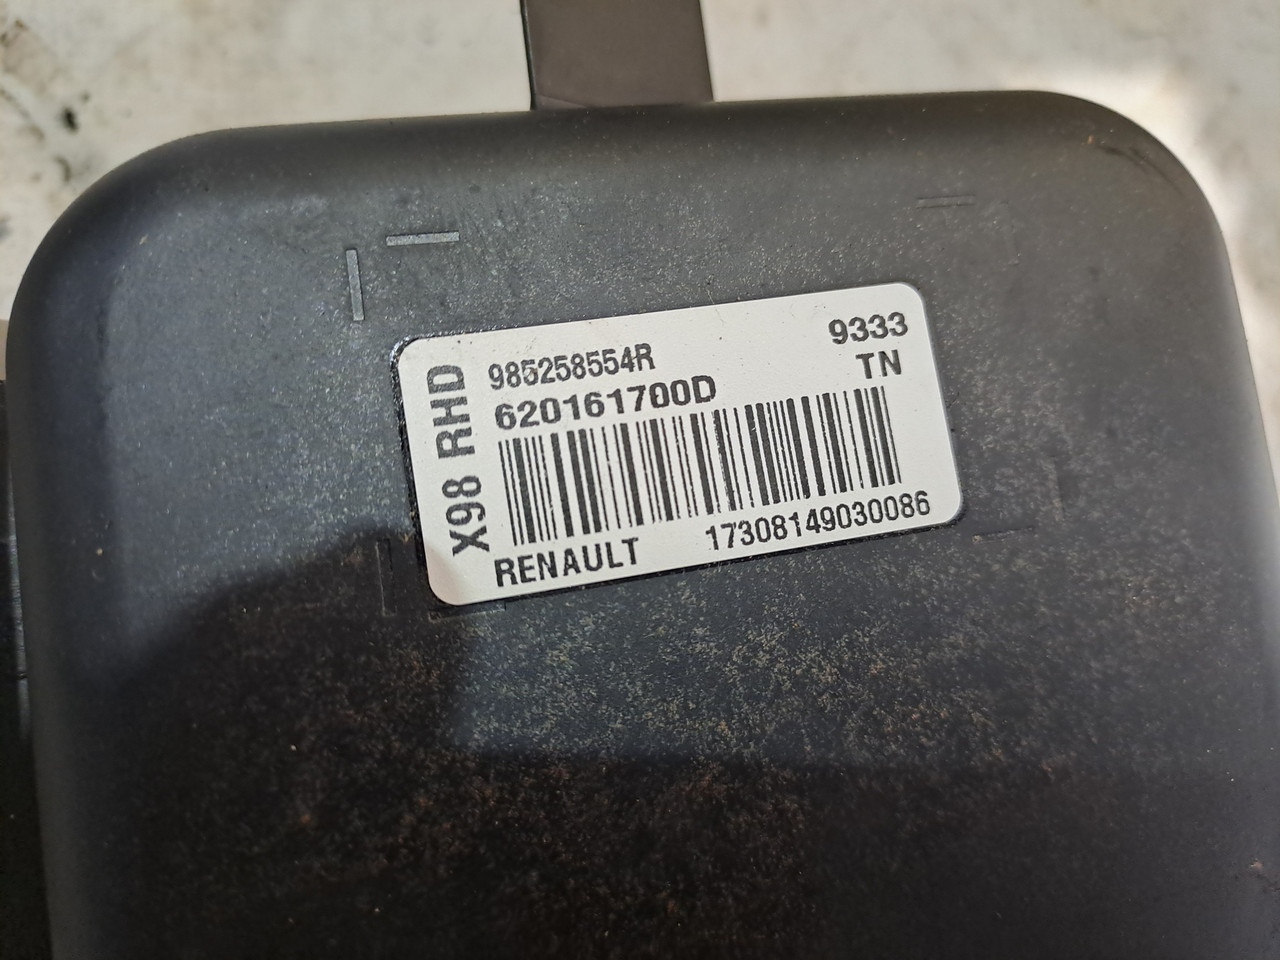 X98 RHD
985258554R
9333
620161700D
TN
RENAULT
17308149030086